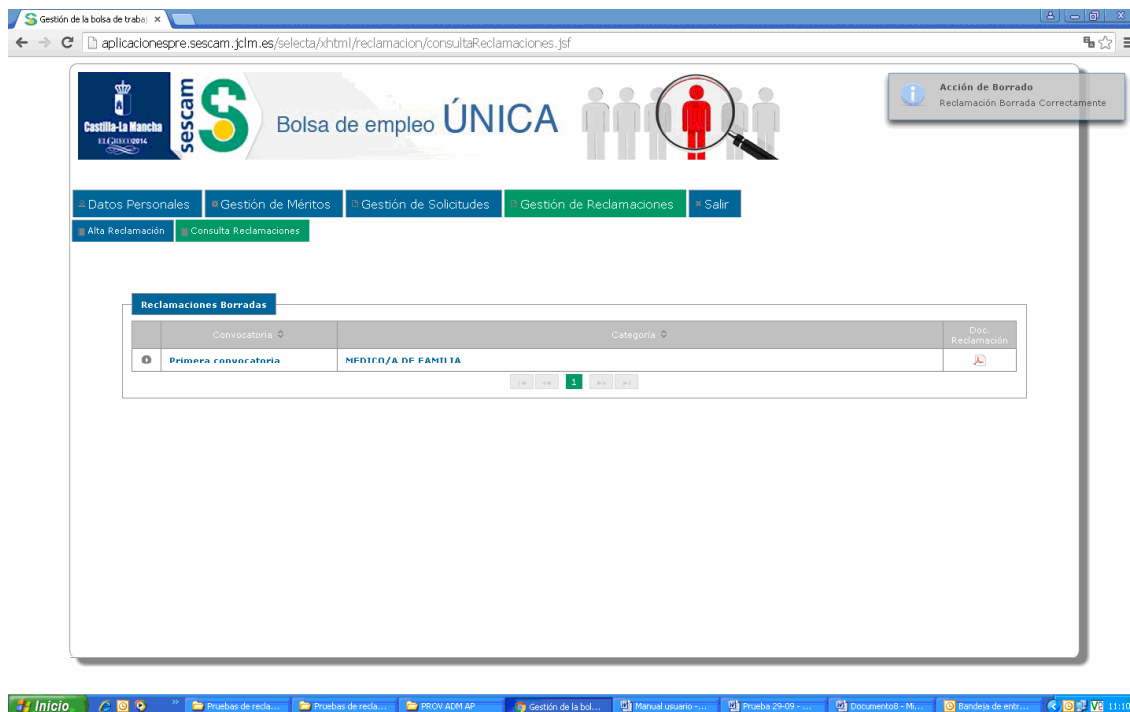 Gestión de la bolsa de traba
aplicacionespre.sescam.jclm.es/selecta/xhtml/reclamacion/consultaReclamaciones.jsf
Castilla-La Mancha
EL GRECO 2014
sescam
Bolsa de empleo ÚNICA
Acción de Borrado
Reclamación Borrada Correctamente
Datos Personales
Gestión de Méritos
Gestión de Solicitudes
Gestión de Reclamaciones
Salir
Alta Reclamación
Consulta Reclamaciones
Reclamaciones Borradas
Convocatoria
Categoría
Doc.
Reclamación
Primera convocatoria
MEDICO/A DE FAMILIA
1
Inicio
Pruebas de recla...
Pruebas de recla...
PROV ADM AP
Gestión de la bol...
Manual usuario -...
Prueba 29-09 - ...
Documento8 - Mi...
Bandeja de entr...
11:10